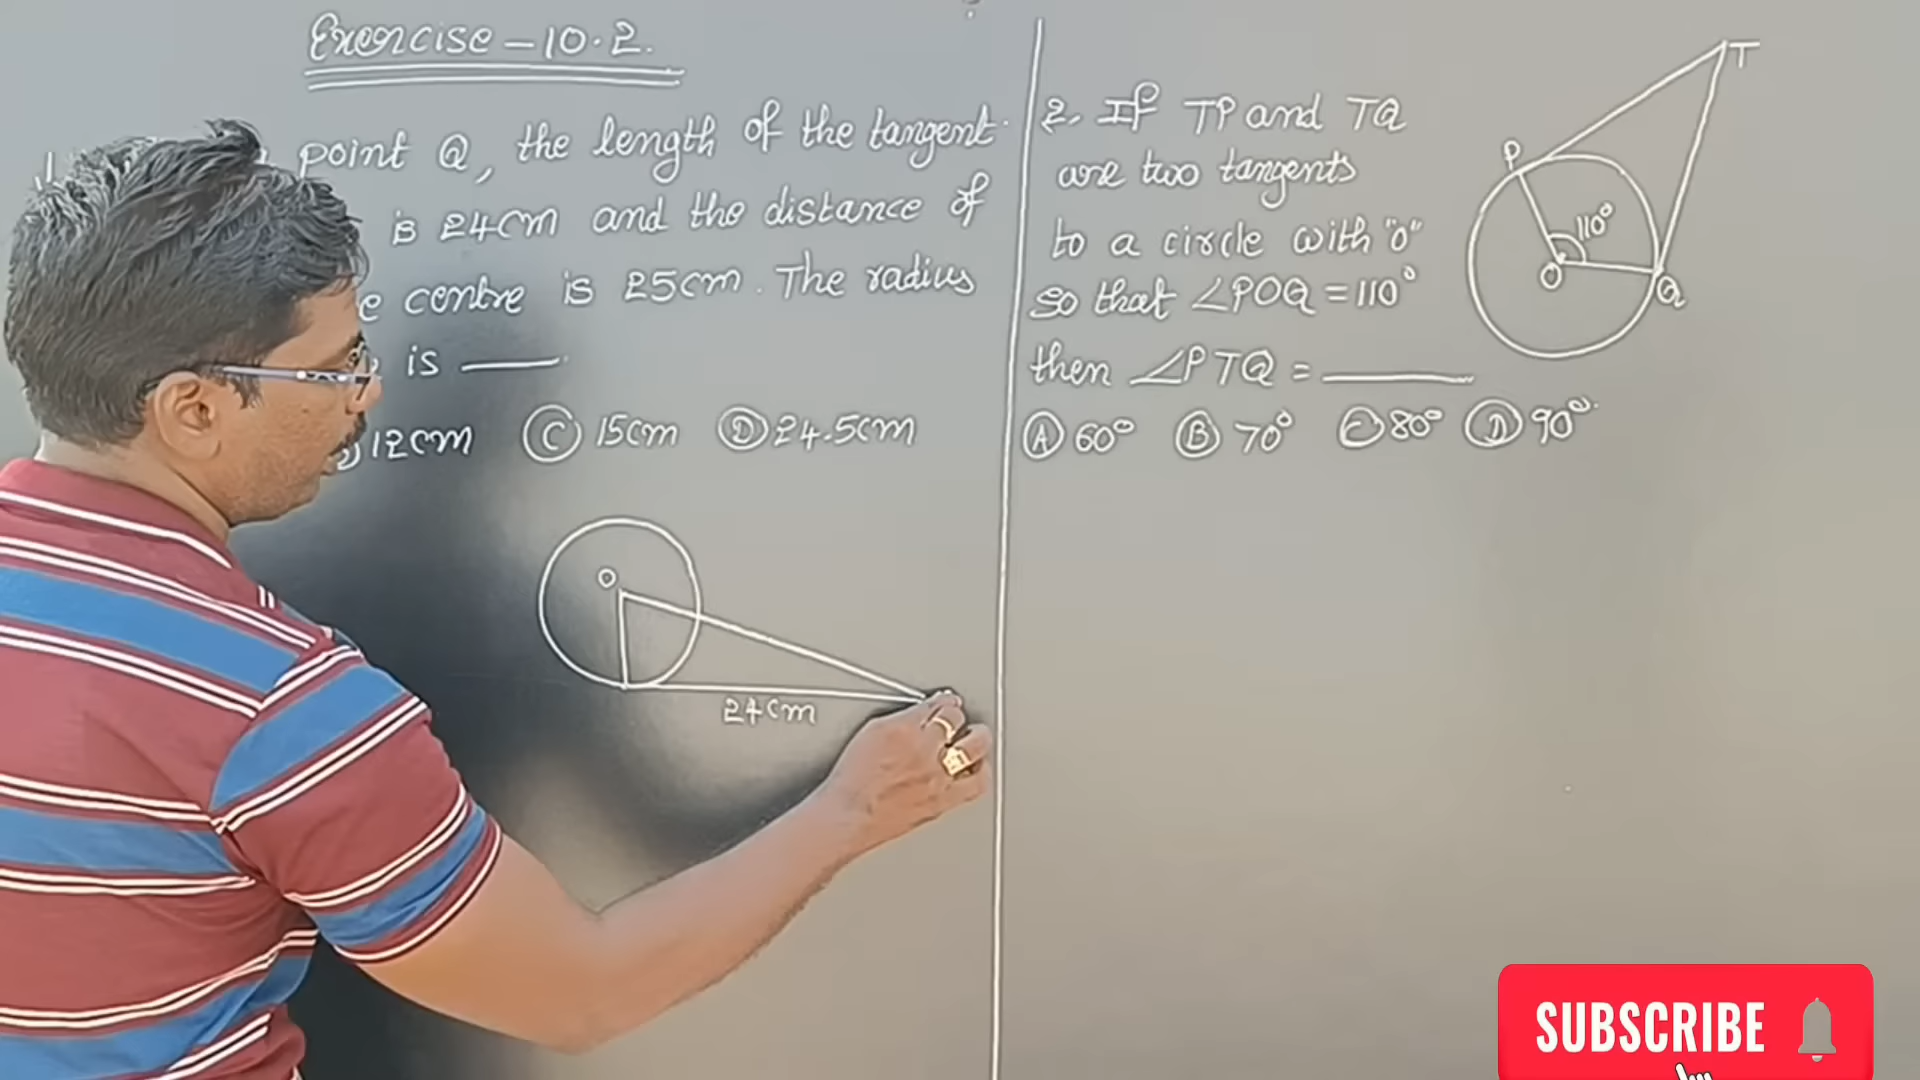 Exercise - 10.2.
point Q, the length of the tangent
is 24cm and the distance of
centre is 25cm. The radius
is ———
12cm Ⓒ 15cm Ⓓ 24.5cm
O
24cm
2. If TP and TQ
are two tangents
to a circle with "O"
so that ∠POQ = 110°
then ∠PTQ = ———
Ⓐ 60° Ⓑ 70° Ⓒ 80° Ⓓ 90°
T
P
110°
O
Q
SUBSCRIBE